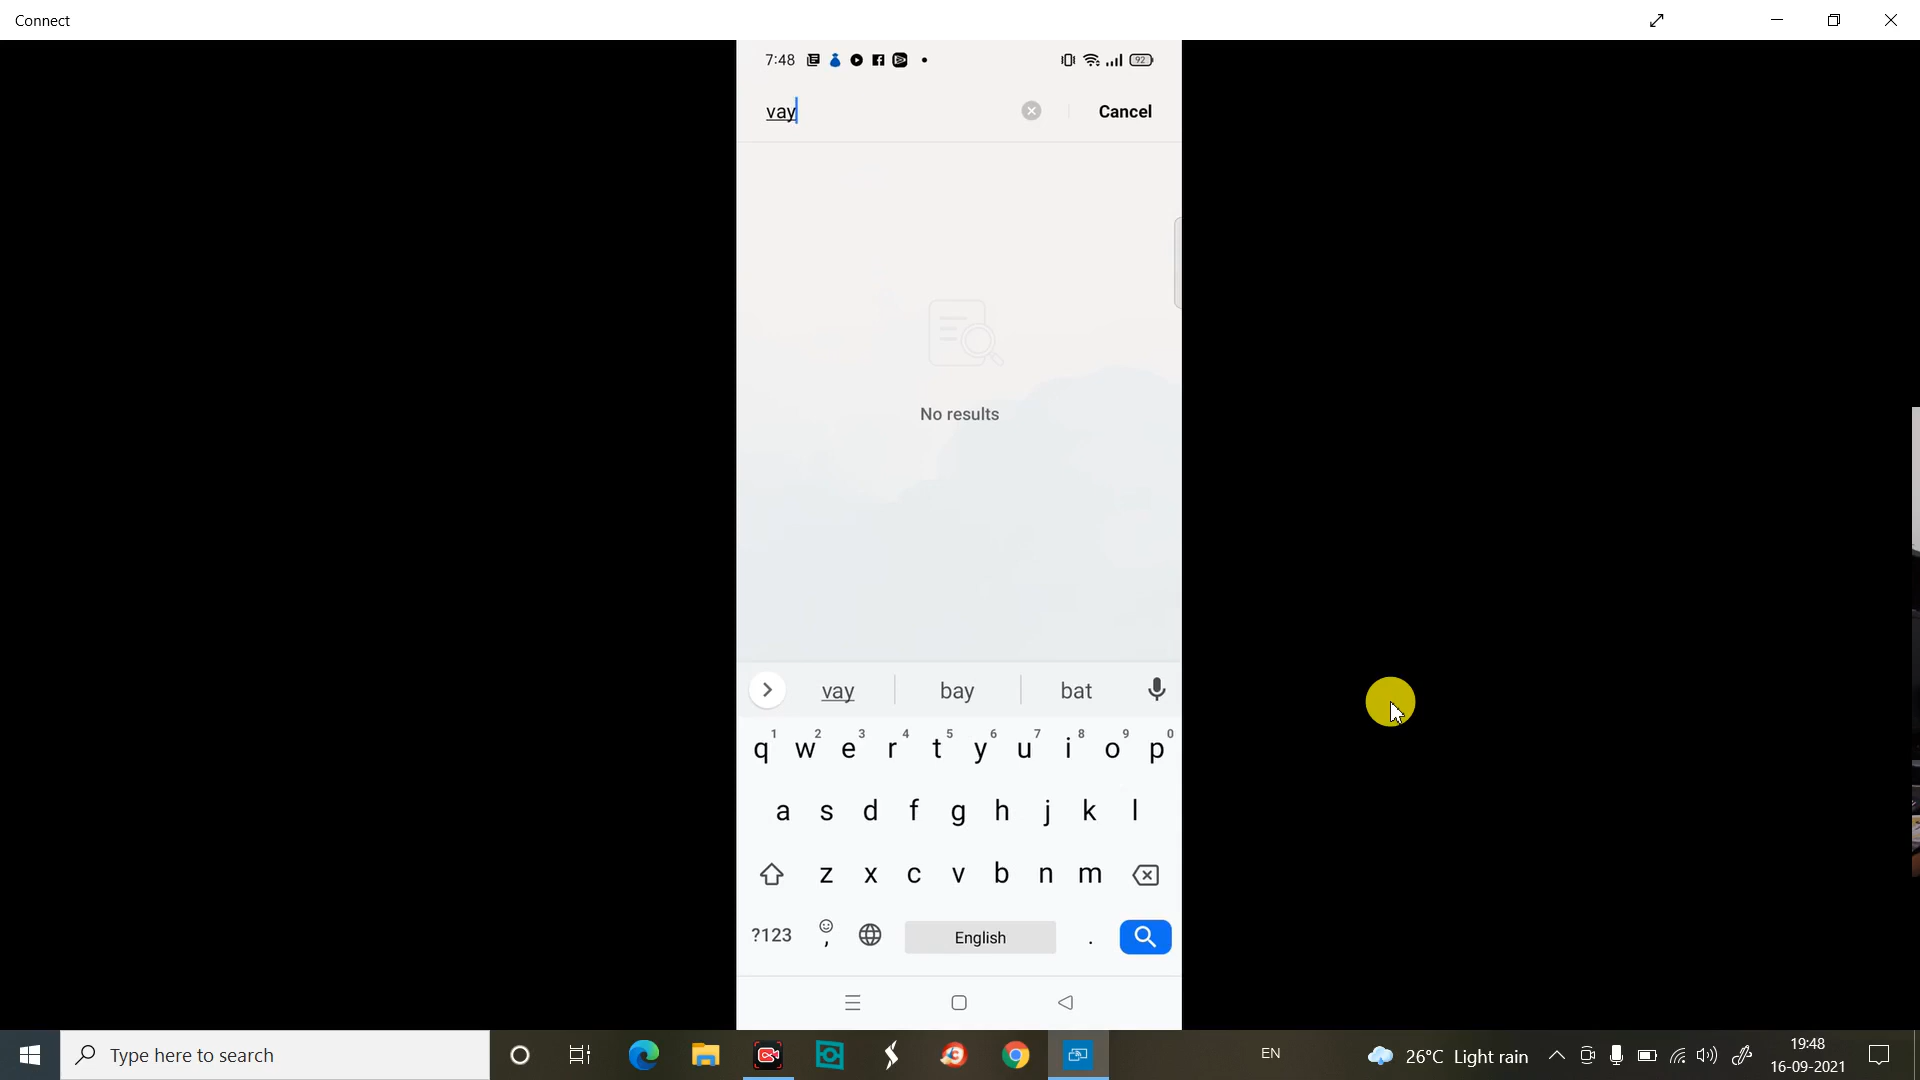 Connect
7:48
92
vay
Cancel
No results
vay
bay
bat
1 2 3 4 5 6 7 8 9 0
q w e r t y u i o p
a s d f g h j k l
z x c v b n m
?123
,
English
.
Type here to search
EN
26°C Light rain
19:48
16-09-2021